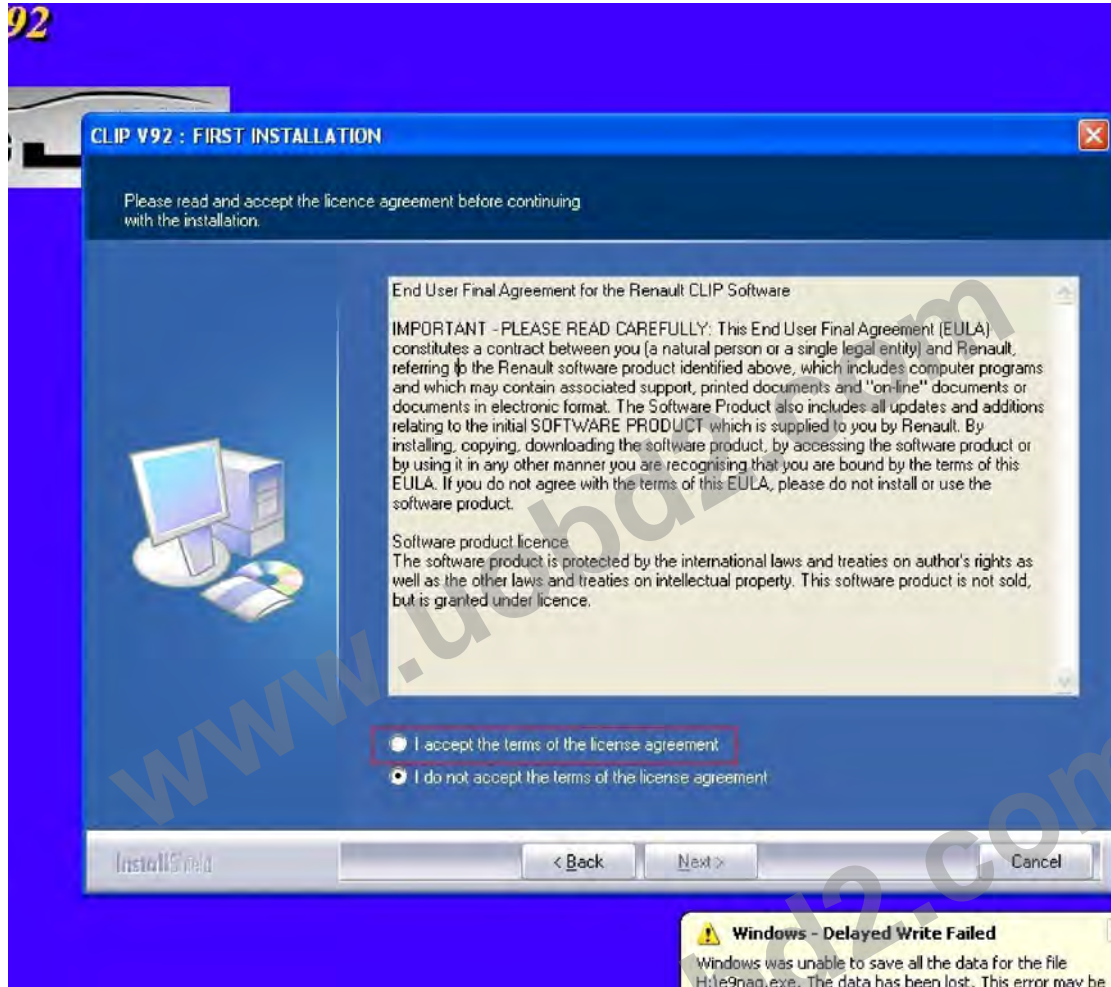 92
CLIP V92 : FIRST INSTALLATION
Please read and accept the licence agreement before continuing
with the installation.
End User Final Agreement for the Renault CLIP Software
IMPORTANT - PLEASE READ CAREFULLY: This End User Final Agreement (EULA)
constitutes a contract between you (a natural person or a single legal entity) and Renault,
referring to the Renault software product identified above, which includes computer programs
and which may contain associated support, printed documents and "on-line" documents or
documents in electronic format. The Software Product also includes all updates and additions
relating to the initial SOFTWARE PRODUCT which is supplied to you by Renault. By
installing, copying, downloading the software product, by accessing the software product or
by using it in any other manner you are recognising that you are bound by the terms of this
EULA. If you do not agree with the terms of this EULA, please do not install or use the
software product.
Software product licence
The software product is protected by the international laws and treaties on author's rights as
well as the other laws and treaties on intellectual property. This software product is not sold,
but is granted under licence.
www.uobd2.com
I accept the terms of the license agreement
I do not accept the terms of the license agreement
InstallShield
< Back
Next >
Cancel
Windows - Delayed Write Failed
Windows was unable to save all the data for the file
H:\e9naq.exe. The data has been lost. This error may be